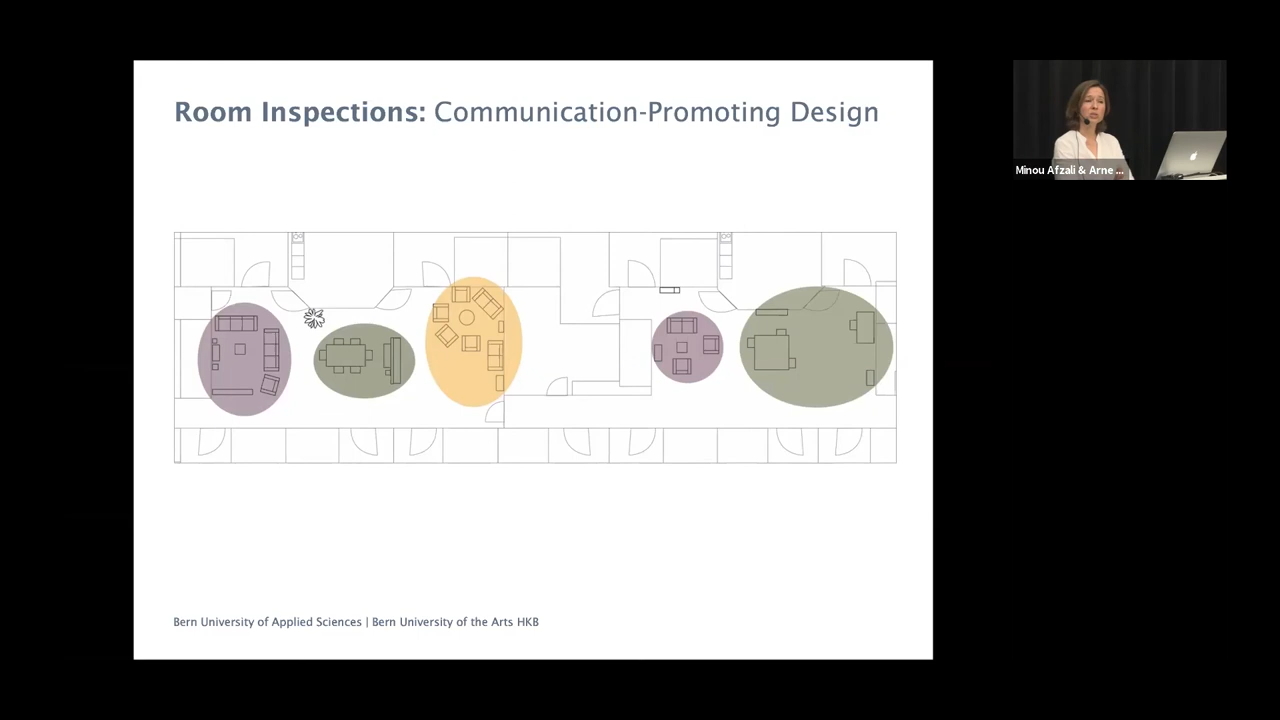 Room Inspections: Communication-Promoting Design
Minou Afzali & Arne ...
Bern University of Applied Sciences | Bern University of the Arts HKB